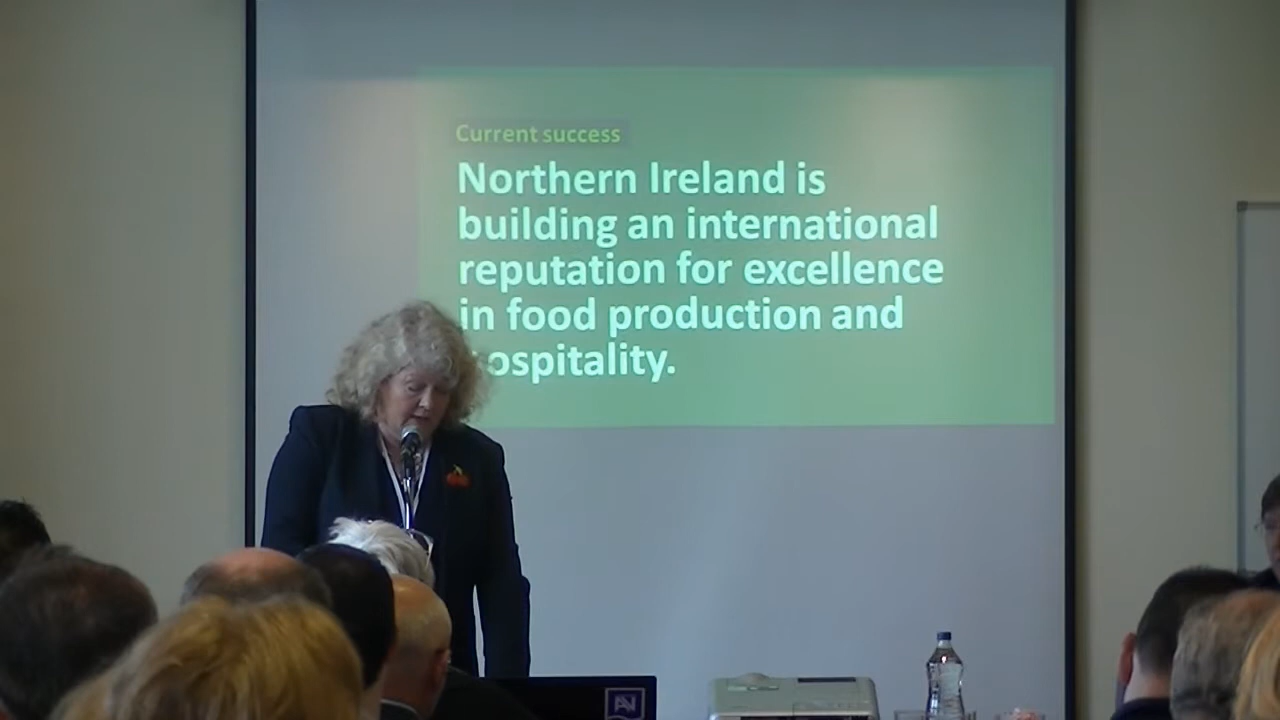 Current success
Northern Ireland is
building an international
reputation for excellence
in food production and
ospitality.